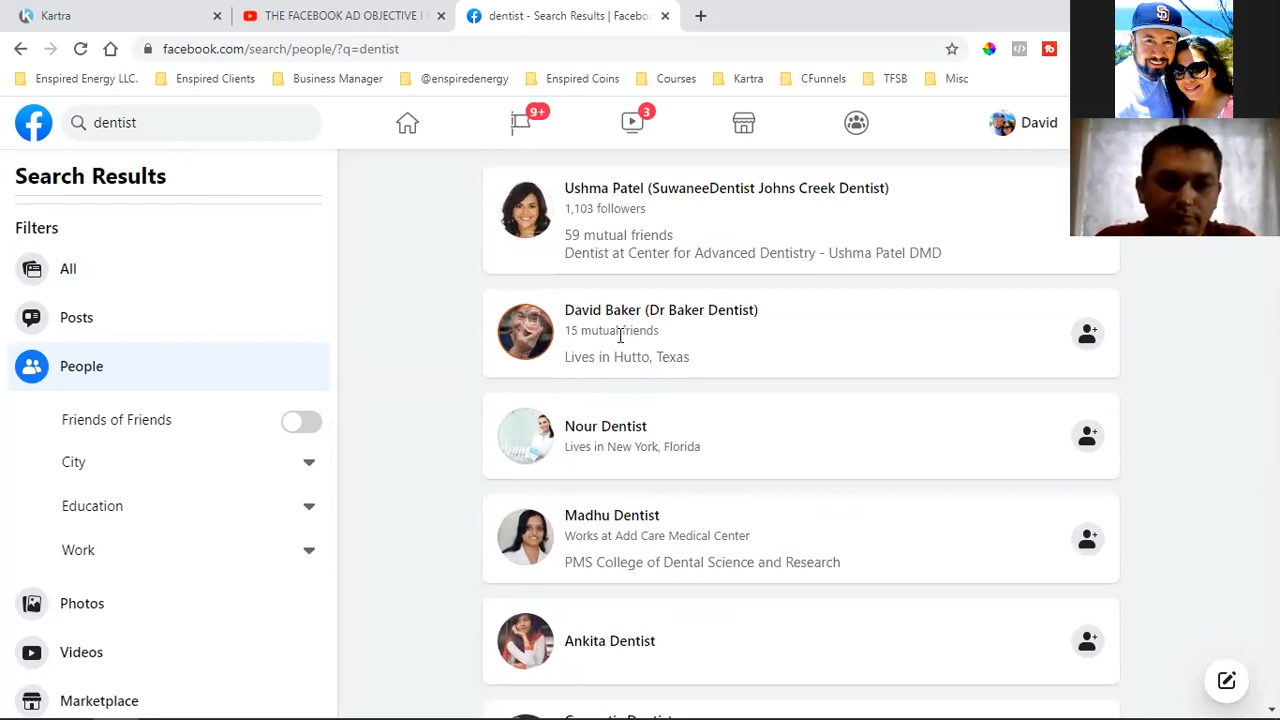 Kartra
THE FACEBOOK AD OBJECTIVE I
dentist - Search Results | Facebo
facebook.com/search/people/?q=dentist
Enspired Energy LLC.
Enspired Clients
Business Manager
@enspiredenergy
Enspired Coins
Courses
Kartra
CFunnels
TFSB
Misc
dentist
9+
3
David
Search Results
Filters
All
Posts
People
Friends of Friends
City
Education
Work
Photos
Videos
Marketplace
Ushma Patel (SuwaneeDentist Johns Creek Dentist)
1,103 followers
59 mutual friends
Dentist at Center for Advanced Dentistry - Ushma Patel DMD
David Baker (Dr Baker Dentist)
15 mutual friends
Lives in Hutto, Texas
Nour Dentist
Lives in New York, Florida
Madhu Dentist
Works at Add Care Medical Center
PMS College of Dental Science and Research
Ankita Dentist